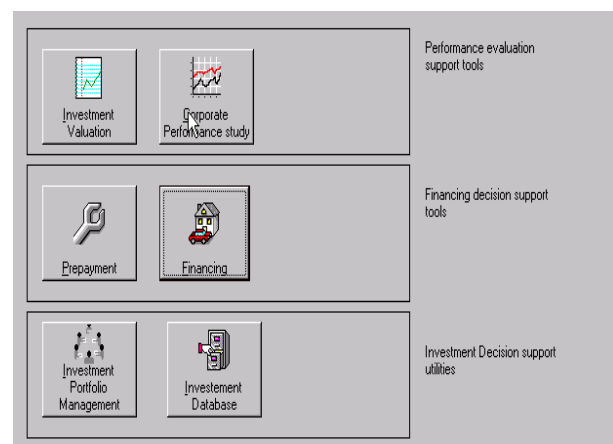 Investment
Valuation
Corporate
Performance study
Performance evaluation
support tools
Prepayment
Financing
Financing decision support
tools
Investment
Portfolio
Management
Investement
Database
Investment Decision support
utilities